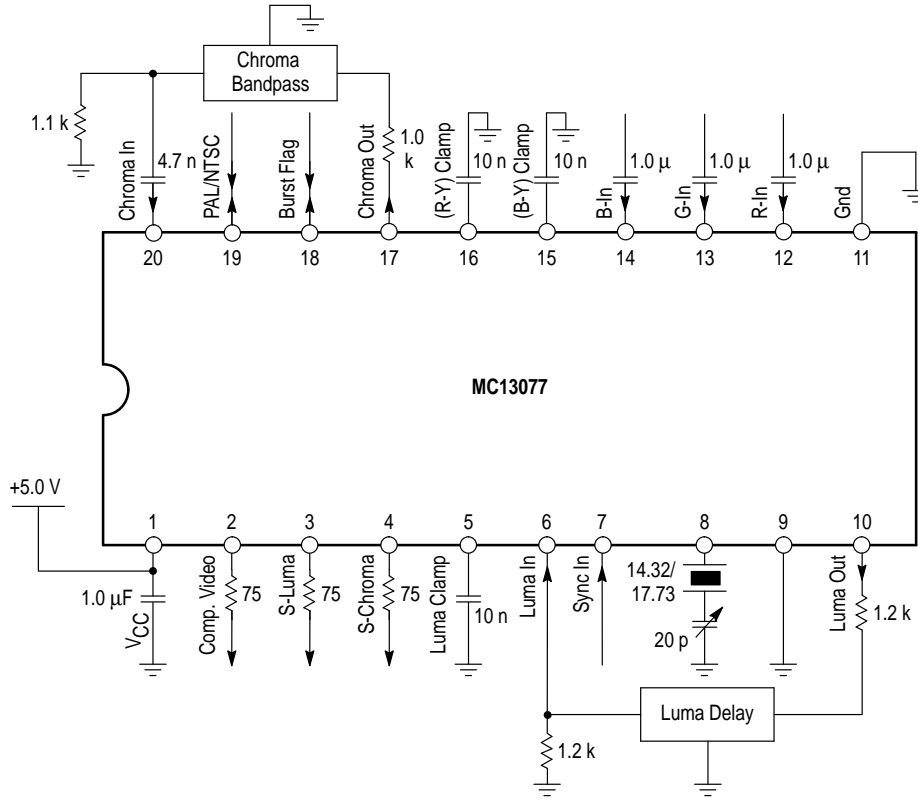 Chroma
Bandpass
1.1 k
Chroma In
4.7 n
PAL/NTSC
Burst Flag
Chroma Out
1.0
k
(R-Y) Clamp
10 n
(B-Y) Clamp
10 n
B-In
1.0 µ
G-In
1.0 µ
R-In
1.0 µ
Gnd
20
19
18
17
16
15
14
13
12
11
MC13077
+5.0 V
1
2
3
4
5
6
7
8
9
10
1.0 µF
VCC
Comp. Video
75
S-Luma
75
S-Chroma
75
Luma Clamp
10 n
Luma In
Sync In
14.32/
17.73
20 p
Luma Out
1.2 k
Luma Delay
1.2 k